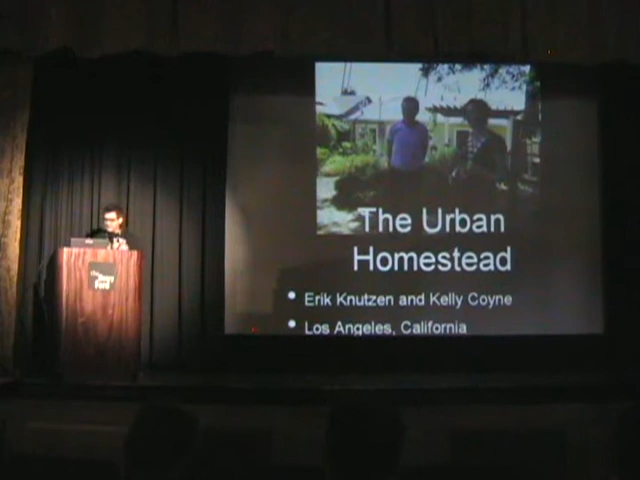 The Urban
Homestead
• Erik Knutzen and Kelly Coyne
• Los Angeles, California